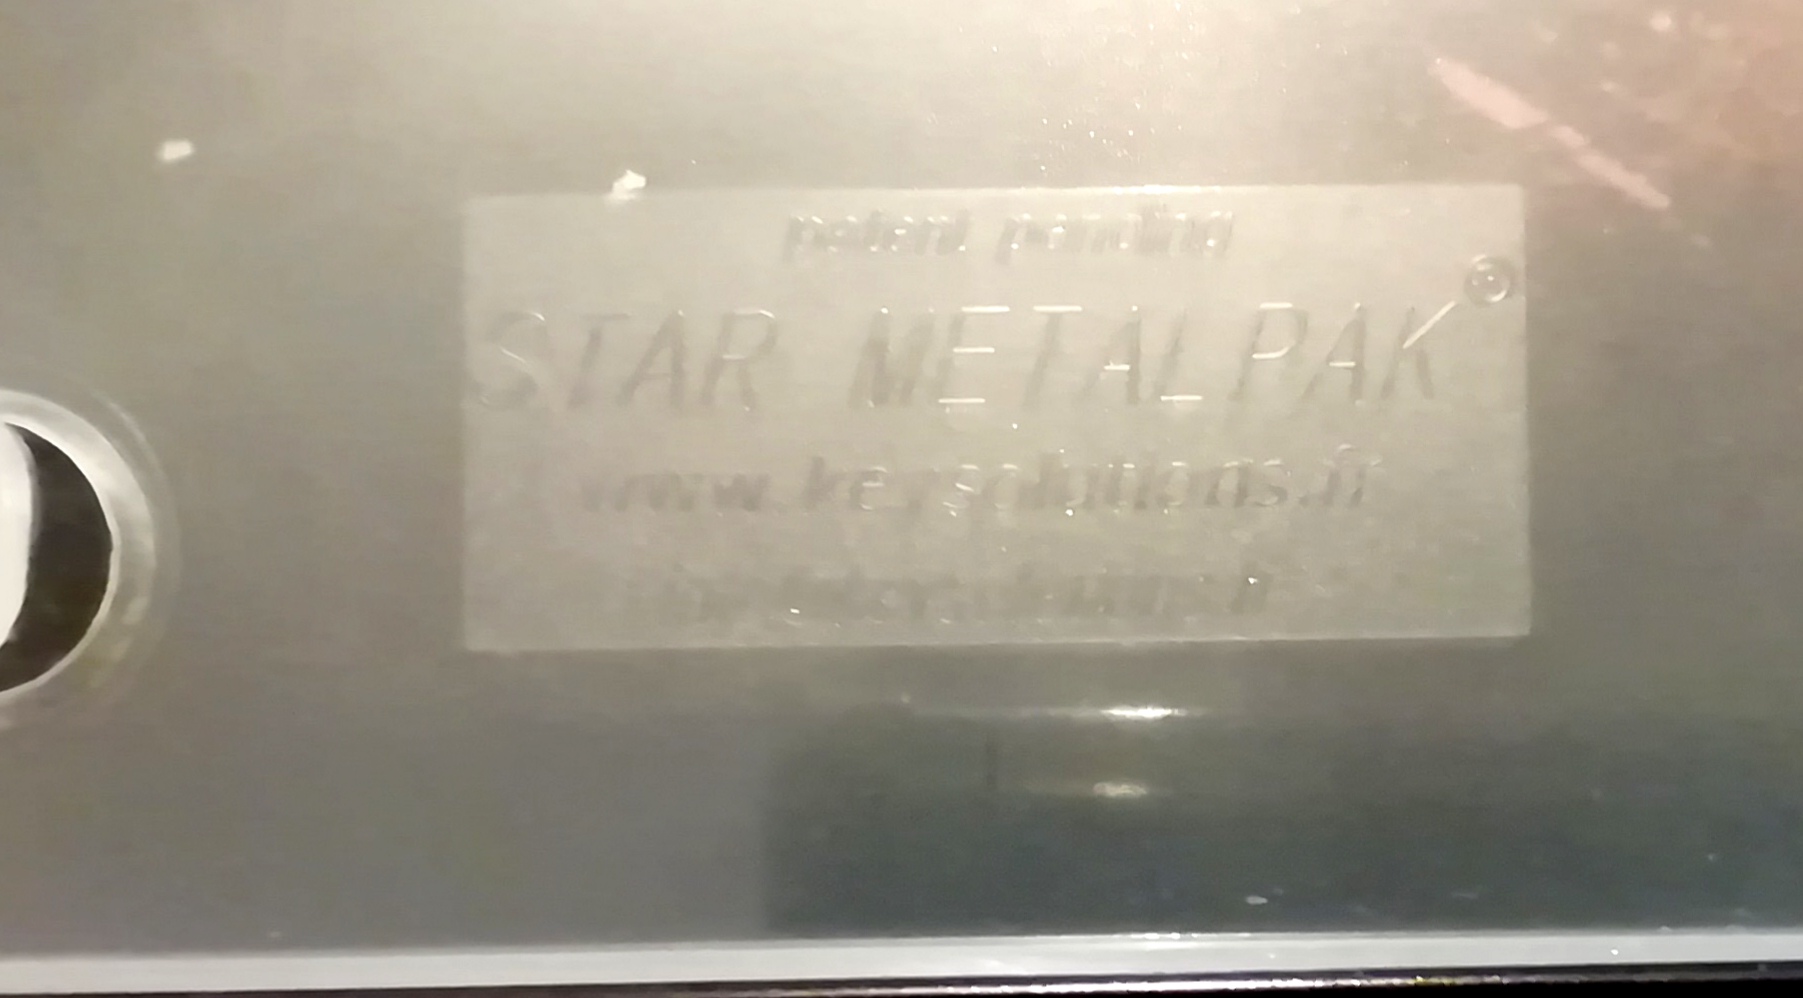 patent pending
STAR METALPAK®
www.keysolutions.fr